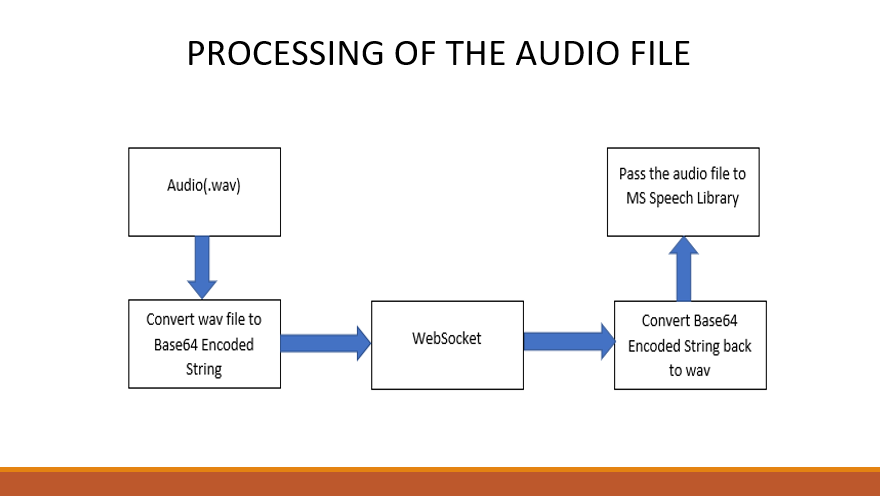 PROCESSING OF THE AUDIO FILE
Audio(.wav)
Convert wav file to
Base64 Encoded
String
WebSocket
Convert Base64
Encoded String back
to wav
Pass the audio file to
MS Speech Library